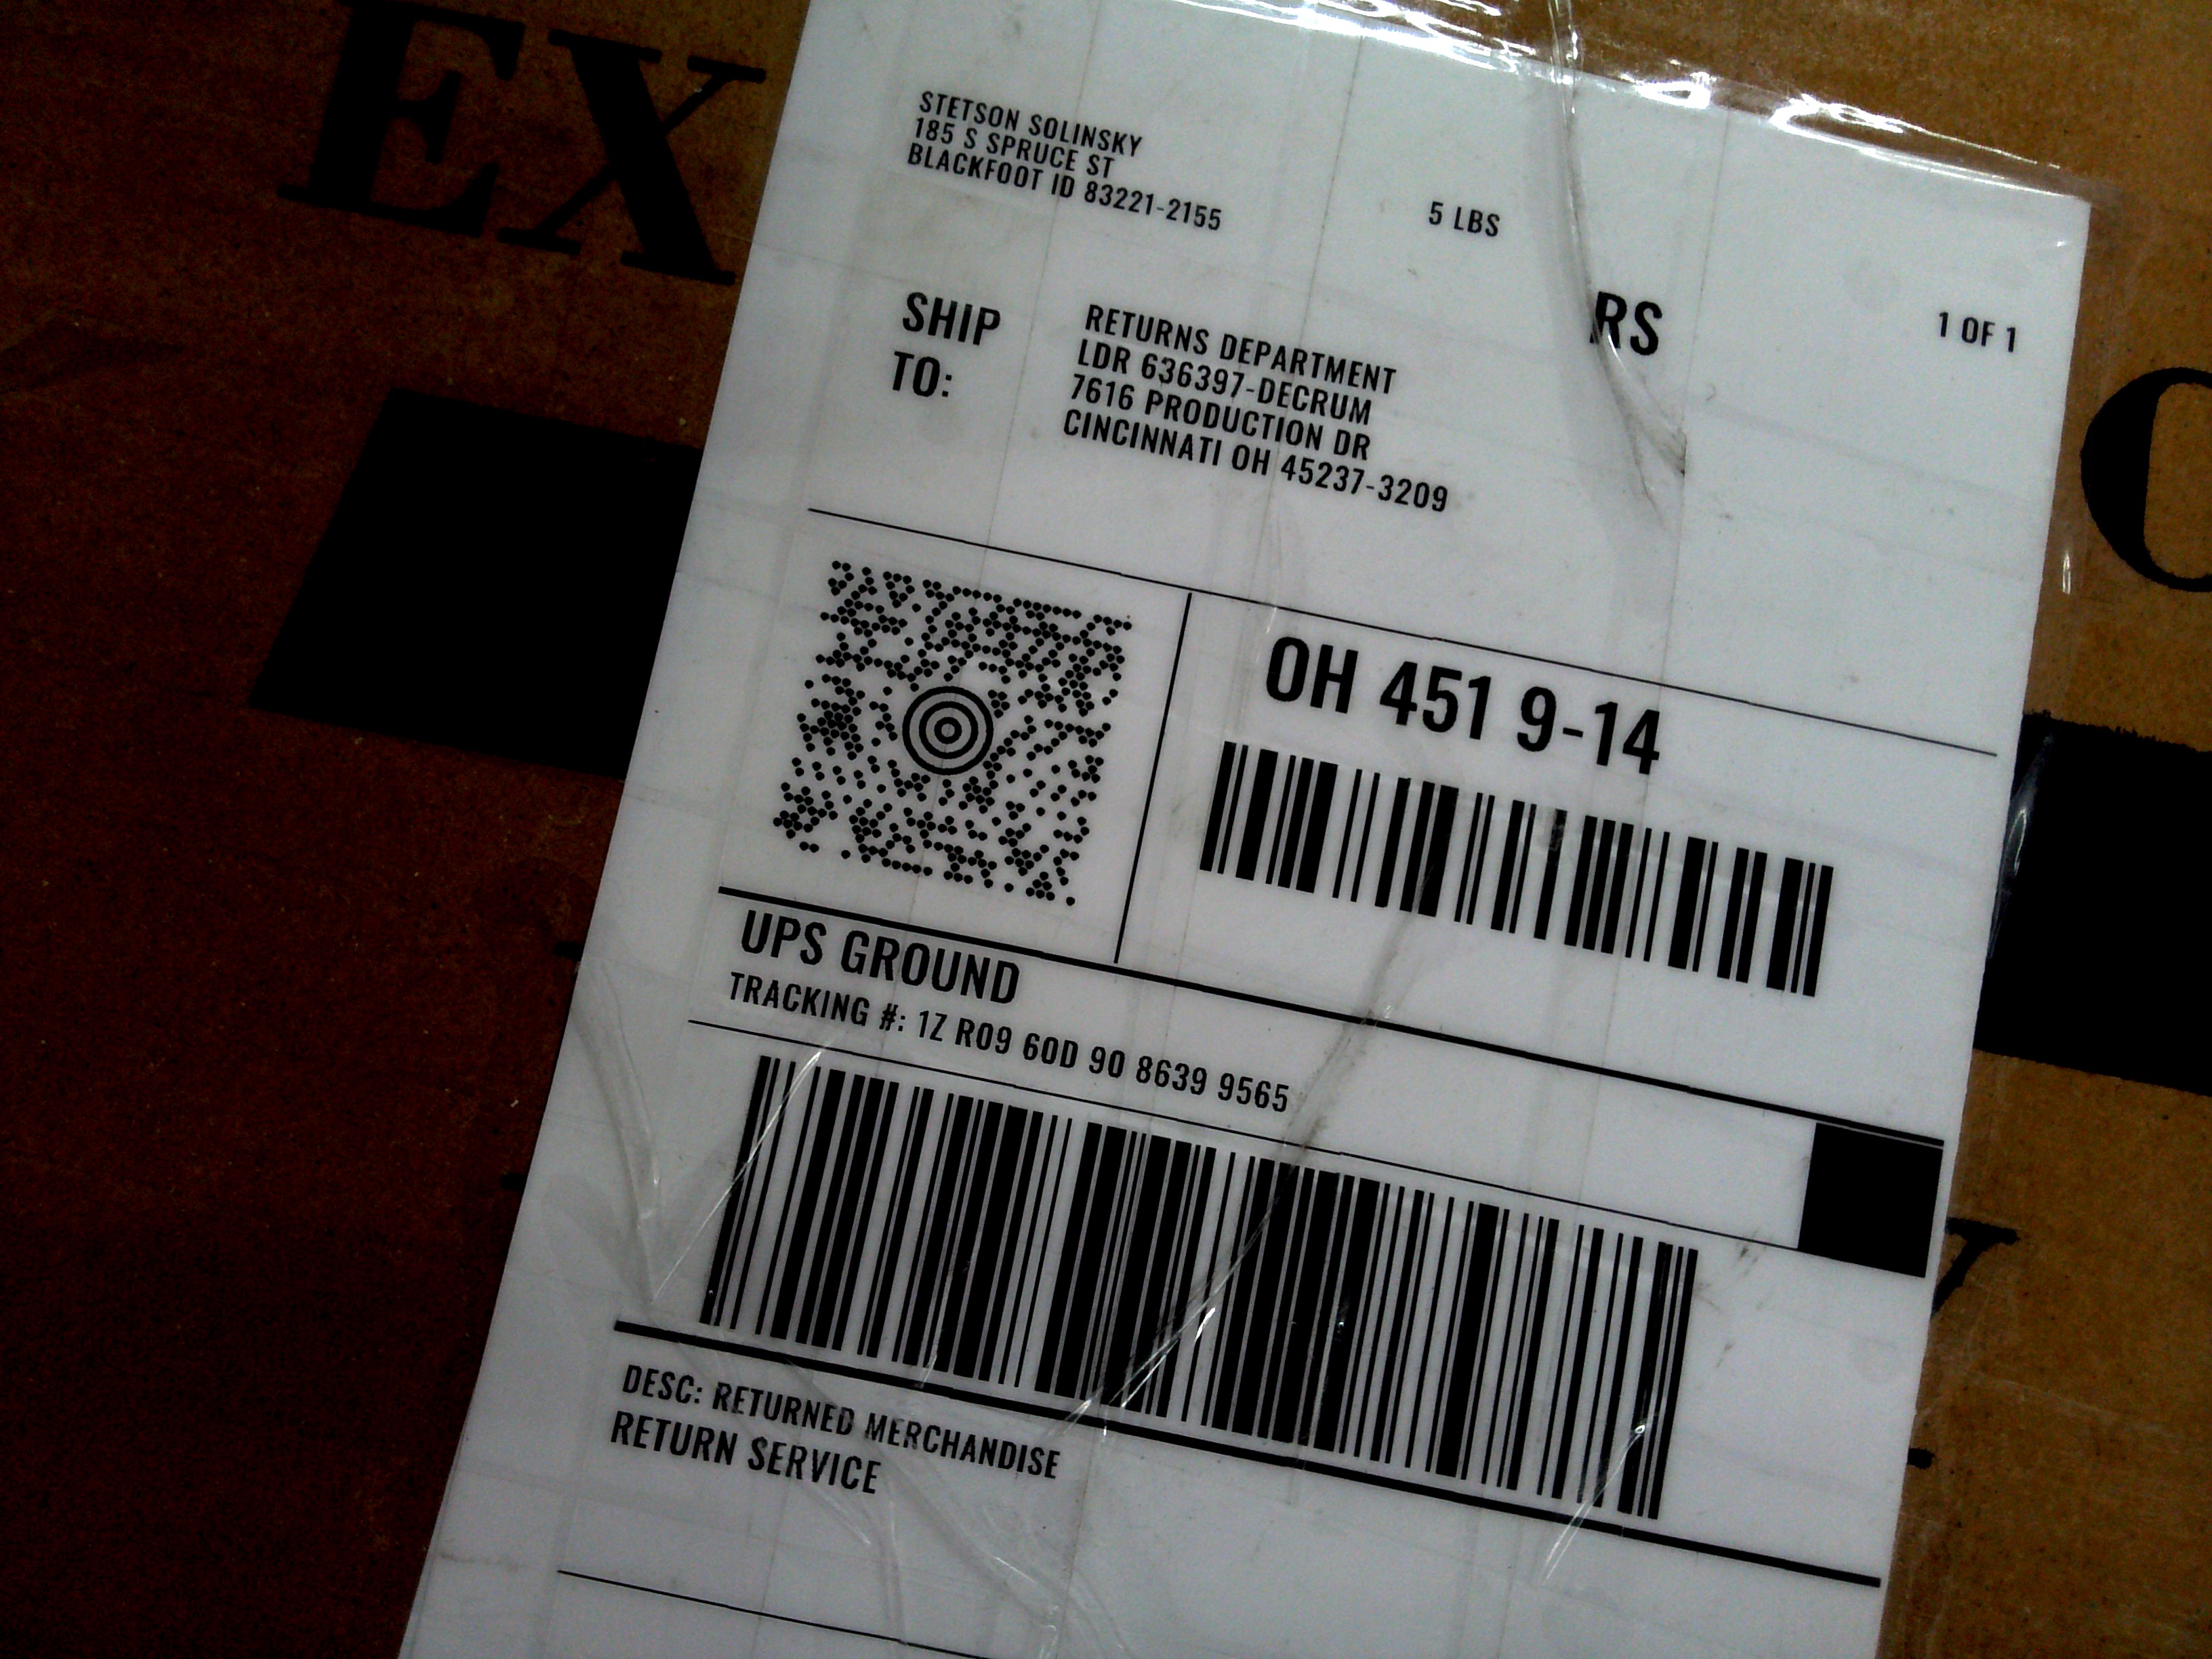 EX
STETSON SOLINSKY
185 S SPRUCE ST
BLACKFOOT ID 83221-2155
5 LBS
RS
1 OF 1
SHIP
TO:
RETURNS DEPARTMENT
LDR 636397-DECRUM
7616 PRODUCTION DR
CINCINNATI OH 45237-3209
OH 451 9-14
UPS GROUND
TRACKING #: 1Z R09 60D 90 8639 9565
DESC: RETURNED MERCHANDISE
RETURN SERVICE